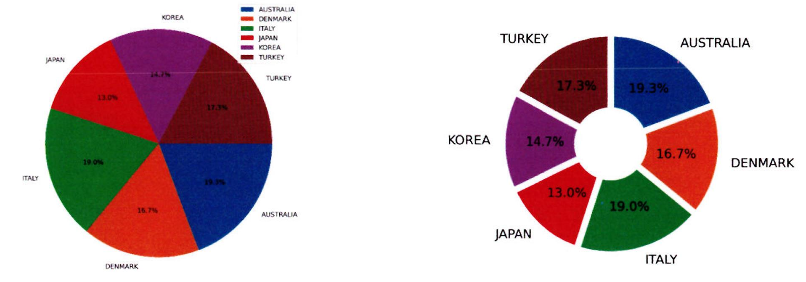 AUSTRALIA
DENMARK
ITALY
JAPAN
KOREA
TURKEY
KOREA
JAPAN
TURKEY
ITALY
AUSTRALIA
DENMARK
14.7%
13.0%
17.3%
19.0%
19.3%
16.7%
TURKEY
AUSTRALIA
KOREA
DENMARK
JAPAN
ITALY
17.3%
19.3%
14.7%
16.7%
13.0%
19.0%